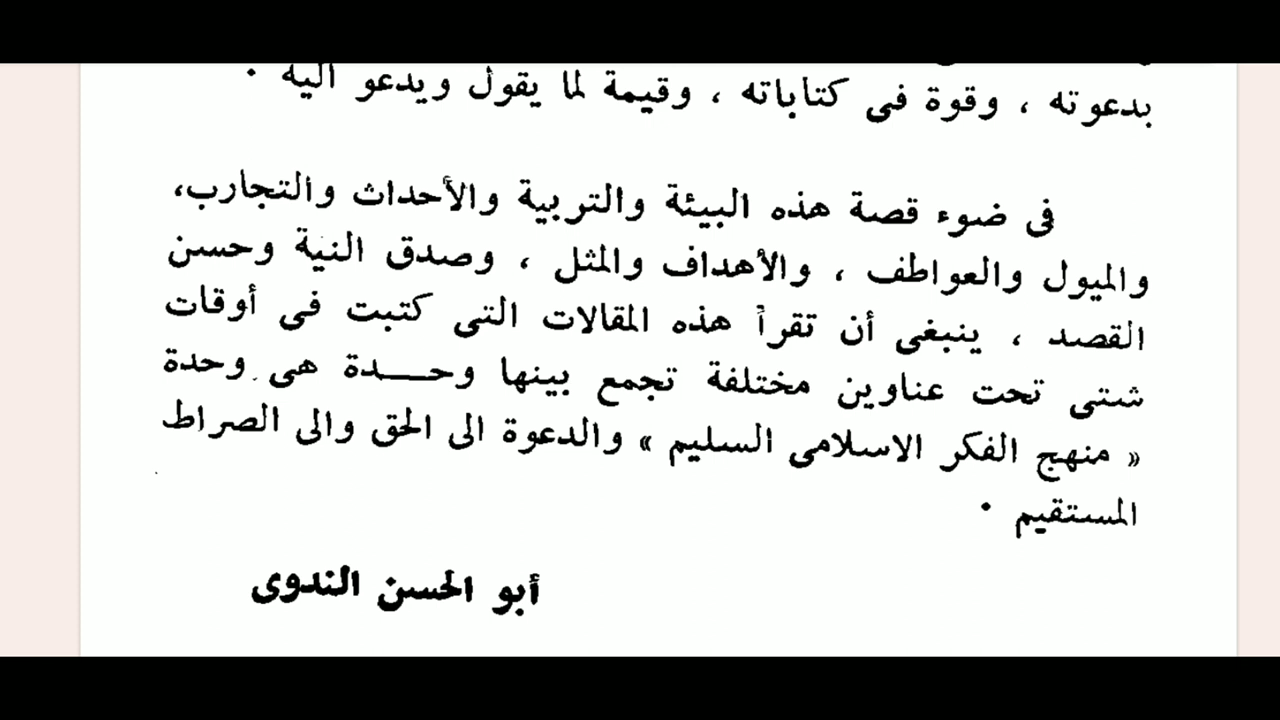 بدعوته ، وقوة فى كتاباته ، وقيمة لما يقول ويدعو اليه ٠
فى ضوء قصة هذه البيئة والتربية والأحداث والتجارب،
والميول والعواطف ، والأهداف والمثل ، وصدق النية وحسن
القصد ، ينبغى أن تقرأ هذه المقالات التى كتبت فى أوقات
شتى تحت عناوين مختلفة تجمع بينها وحـــدة هى وحدة
« منهج الفكر الاسلامى السليم » والدعوة الى الحق والى الصراط
المستقيم ٠
أبو الحسن الندوى